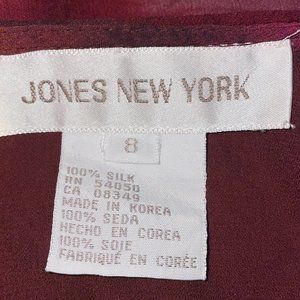 JONES NEW YORK
8
100% SILK
RN 54050
CA 08349
MADE IN KOREA
100% SEDA
HECHO EN COREA
100% SOIE
FABRIQUÉ EN CORÉE